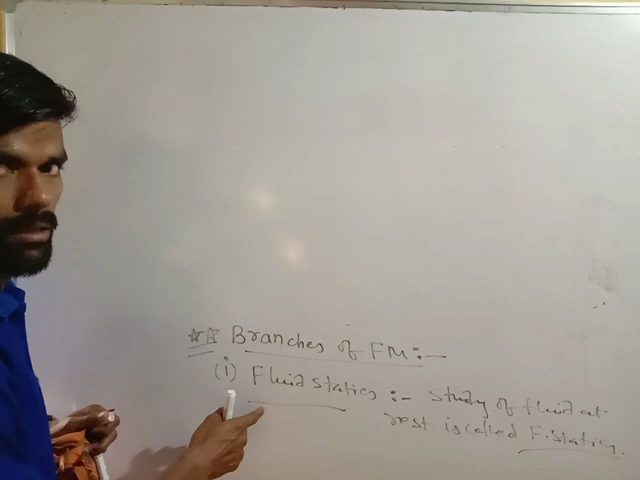 ☆☆ Branches of FM :-
(i) Fluid statics :- Study of fluid at
rest is called F. Statics.